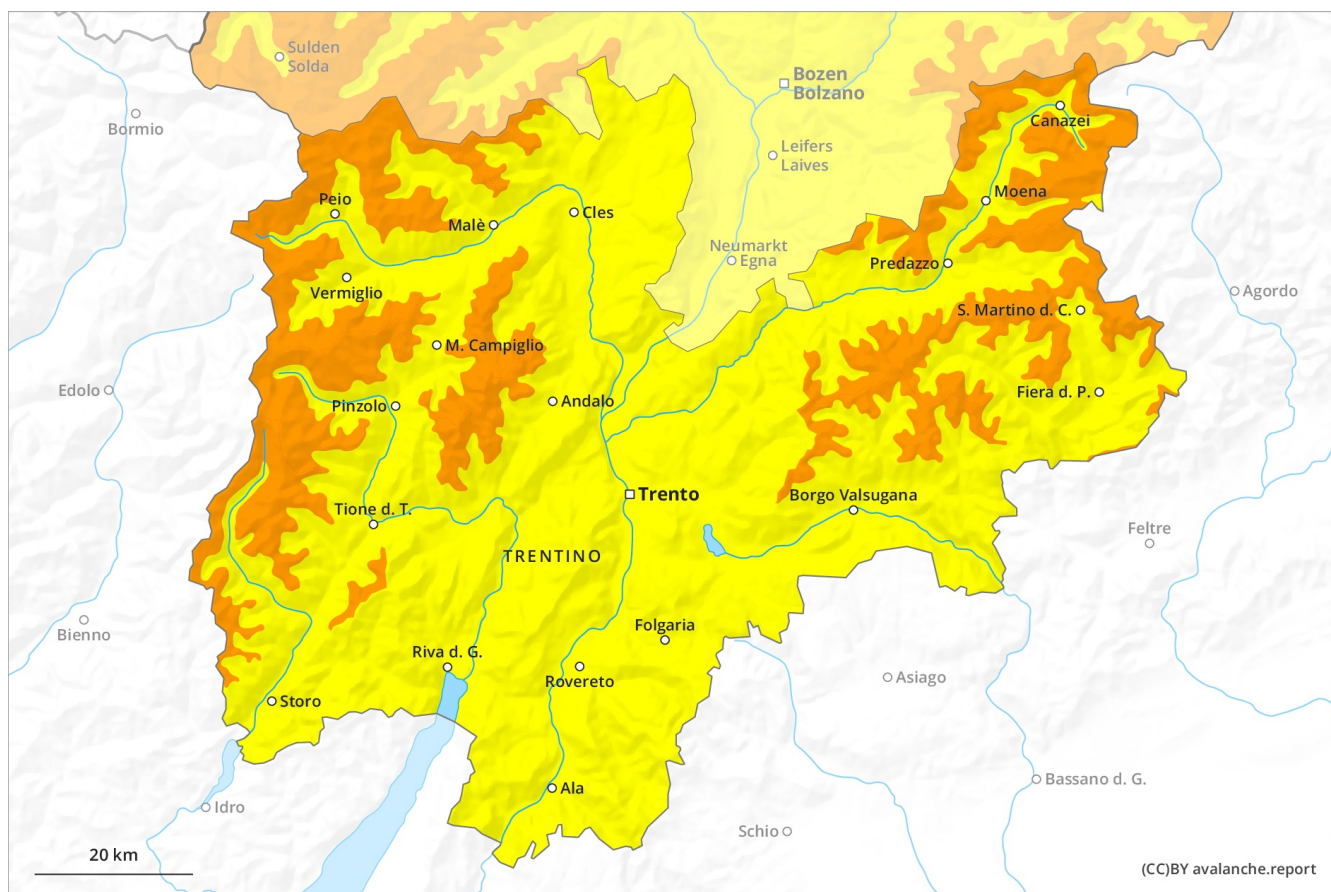 Sulden
Solda
Bozen
Bolzano
Bormio
Canazei
Leifers
Laives
Moena
Peio
Cles
Malè
Neumarkt
Egna
Predazzo
Vermiglio
Agordo
S. Martino d. C.
M. Campiglio
Edolo
Fiera d. P.
Andalo
Pinzolo
Trento
Borgo Valsugana
Tione d. T.
Feltre
TRENTINO
Folgaria
Bienno
Riva d. G.
Rovereto
Asiago
Storo
Bassano d. G.
Ala
Idro
Schio
20 km
(CC)BY avalanche.report